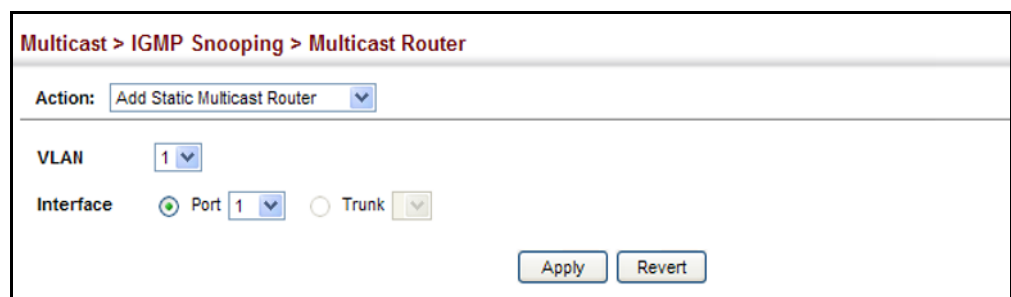 Multicast > IGMP Snooping > Multicast Router
Action: Add Static Multicast Router
VLAN 1
Interface Port 1 Trunk
Apply Revert